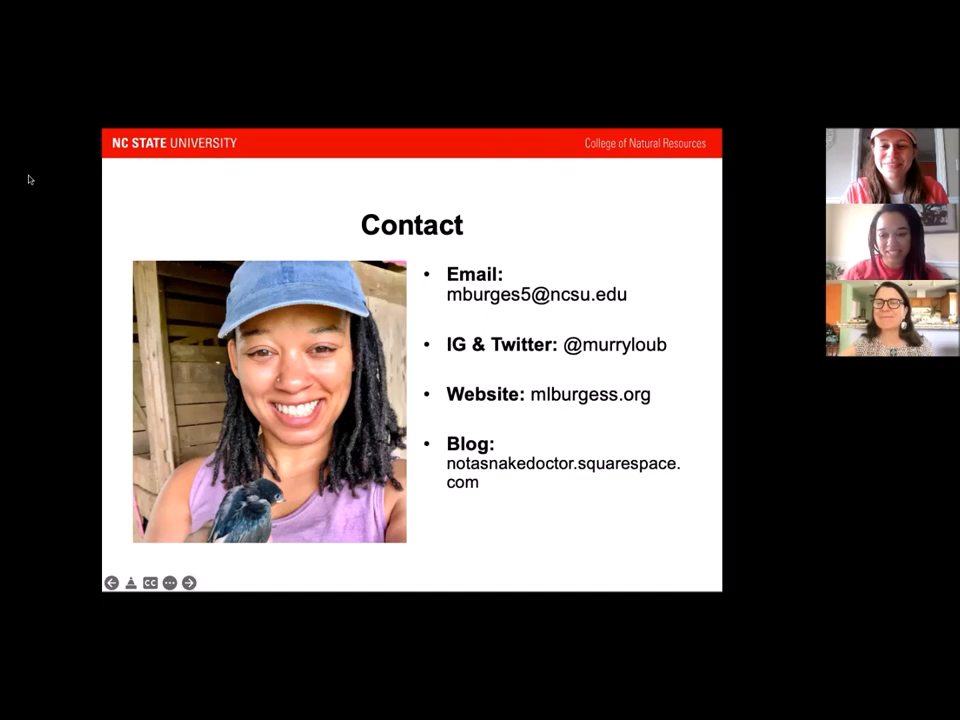 NC STATE UNIVERSITY
College of Natural Resources
Contact
• Email:
mburges5@ncsu.edu
• IG & Twitter: @murryloub
• Website: mlburgess.org
• Blog:
notasnakedoctor.squarespace.
com
CC